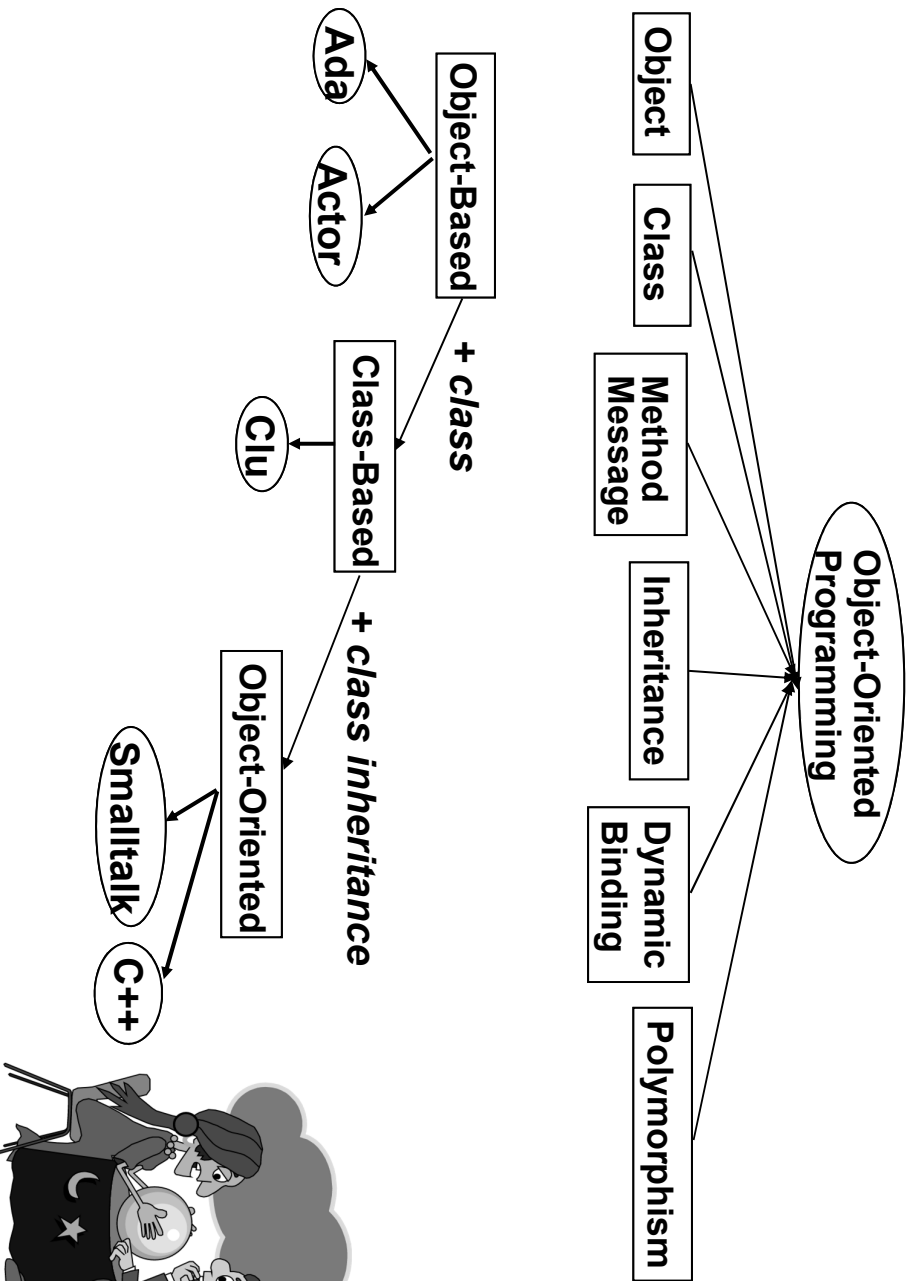 Object-Oriented
Programming
Object
Class
Method
Message
Inheritance
Dynamic
Binding
Polymorphism
Object-Based
+ class
Ada
Actor
Class-Based
+ class inheritance
Clu
Object-Oriented
Smalltalk
C++